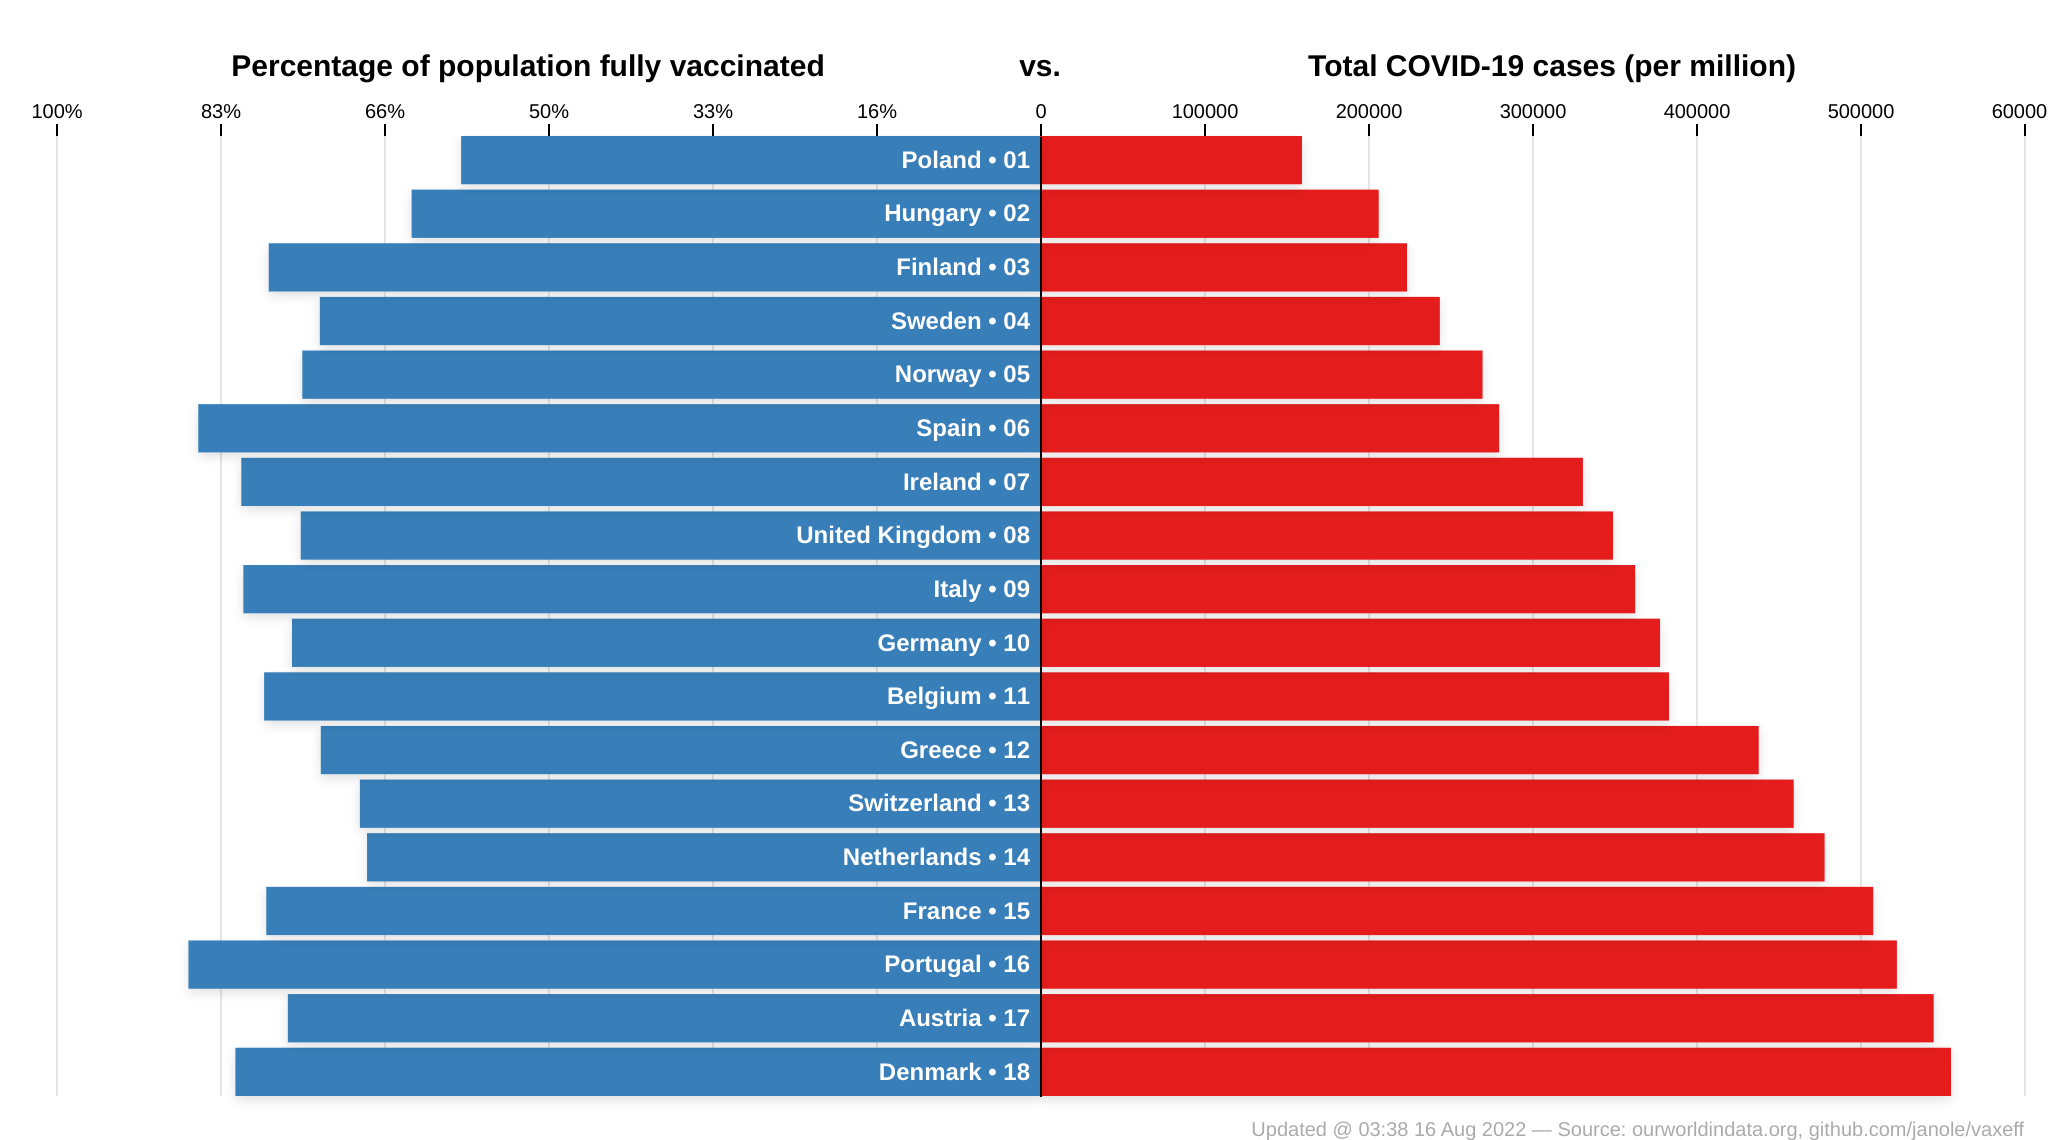 Percentage of population fully vaccinated vs. Total COVID-19 cases (per million)
100% 83% 66% 50% 33% 16% 0 100000 200000 300000 400000 500000 60000
Poland • 01
Hungary • 02
Finland • 03
Sweden • 04
Norway • 05
Spain • 06
Ireland • 07
United Kingdom • 08
Italy • 09
Germany • 10
Belgium • 11
Greece • 12
Switzerland • 13
Netherlands • 14
France • 15
Portugal • 16
Austria • 17
Denmark • 18
Updated @ 03:38 16 Aug 2022 — Source: ourworldindata.org, github.com/janole/vaxeff